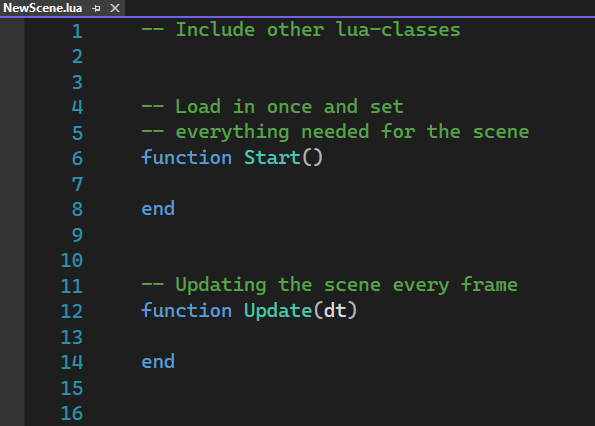 NewScene.lua
1 -- Include other lua-classes
2
3
4 -- Load in once and set
5 -- everything needed for the scene
6 function Start()
7
8 end
9
10
11 -- Updating the scene every frame
12 function Update(dt)
13
14 end
15
16